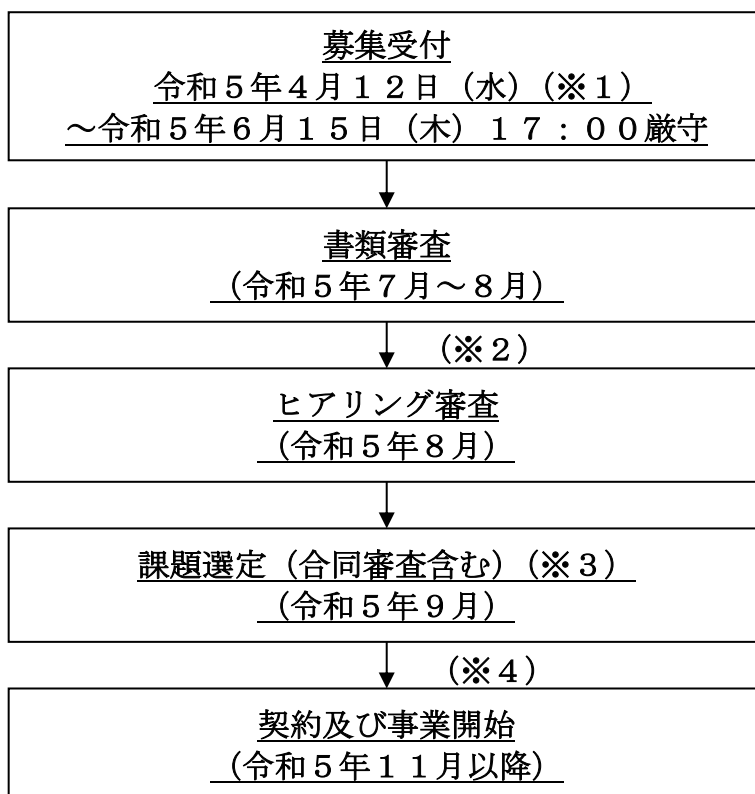 募集受付
令和５年４月１２日（水）（※１）
～令和５年６月１５日（木）１７：００厳守
書類審査
（令和５年７月～８月）
（※２）
ヒアリング審査
（令和５年８月）
課題選定（合同審査含む）（※３）
（令和５年９月）
（※４）
契約及び事業開始
（令和５年１１月以降）